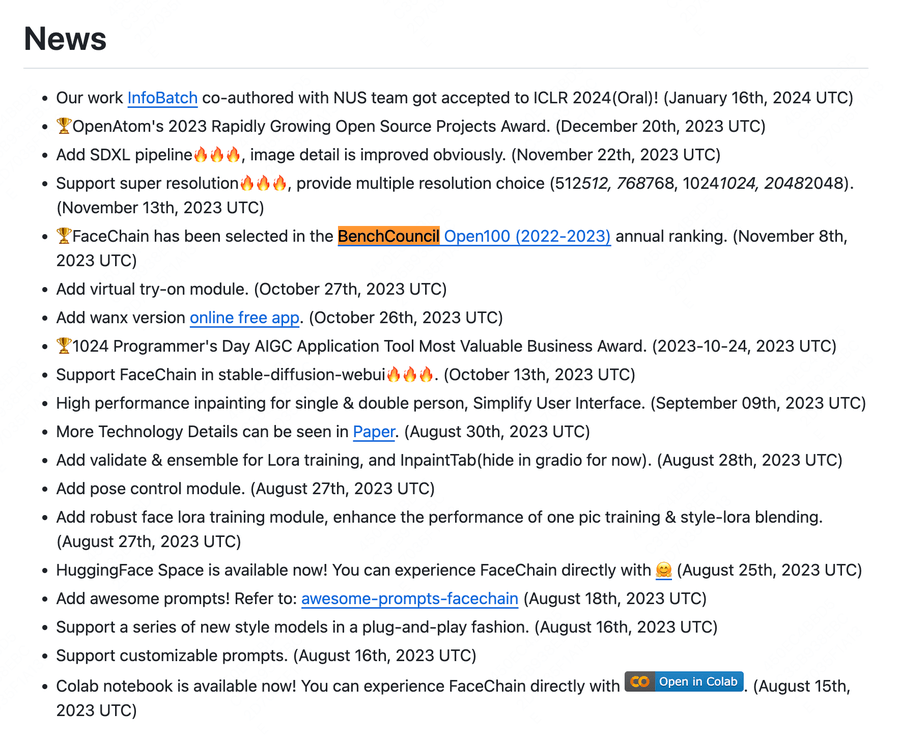 News
Our work InfoBatch co-authored with NUS team got accepted to ICLR 2024(Oral)! (January 16th, 2024 UTC)
🏆OpenAtom's 2023 Rapidly Growing Open Source Projects Award. (December 20th, 2023 UTC)
Add SDXL pipeline🔥🔥🔥, image detail is improved obviously. (November 22th, 2023 UTC)
Support super resolution🔥🔥🔥, provide multiple resolution choice (512512, 768768, 10241024, 20482048).
(November 13th, 2023 UTC)
🏆FaceChain has been selected in the BenchCouncil Open100 (2022-2023) annual ranking. (November 8th,
2023 UTC)
Add virtual try-on module. (October 27th, 2023 UTC)
Add wanx version online free app. (October 26th, 2023 UTC)
🏆1024 Programmer's Day AIGC Application Tool Most Valuable Business Award. (2023-10-24, 2023 UTC)
Support FaceChain in stable-diffusion-webui🔥🔥🔥. (October 13th, 2023 UTC)
High performance inpainting for single & double person, Simplify User Interface. (September 09th, 2023 UTC)
More Technology Details can be seen in Paper. (August 30th, 2023 UTC)
Add validate & ensemble for Lora training, and InpaintTab(hide in gradio for now). (August 28th, 2023 UTC)
Add pose control module. (August 27th, 2023 UTC)
Add robust face lora training module, enhance the performance of one pic training & style-lora blending.
(August 27th, 2023 UTC)
HuggingFace Space is available now! You can experience FaceChain directly with 🤗 (August 25th, 2023 UTC)
Add awesome prompts! Refer to: awesome-prompts-facechain (August 18th, 2023 UTC)
Support a series of new style models in a plug-and-play fashion. (August 16th, 2023 UTC)
Support customizable prompts. (August 16th, 2023 UTC)
Colab notebook is available now! You can experience FaceChain directly with Open in Colab. (August 15th,
2023 UTC)